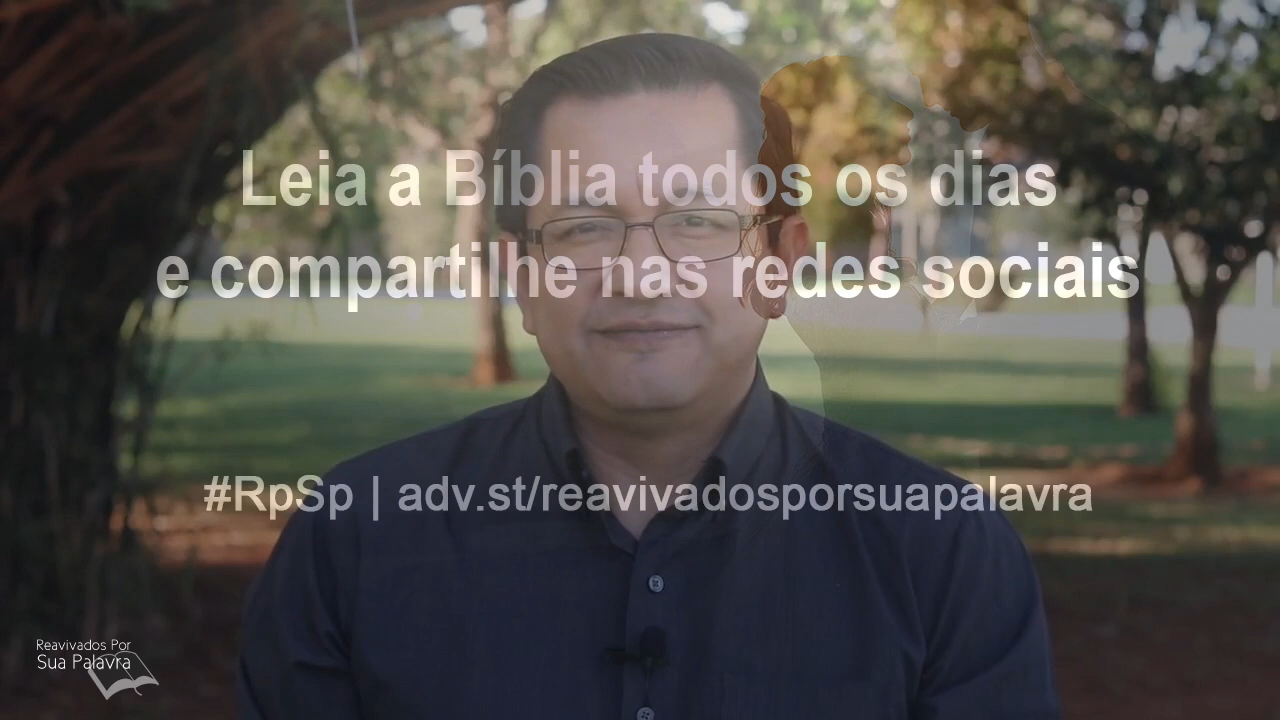 Leia a Bíblia todos os dias
e compartilhe nas redes sociais
#RpSp | adv.st/reavivadosporsuapalavra
Reavivados Por
Sua Palavra